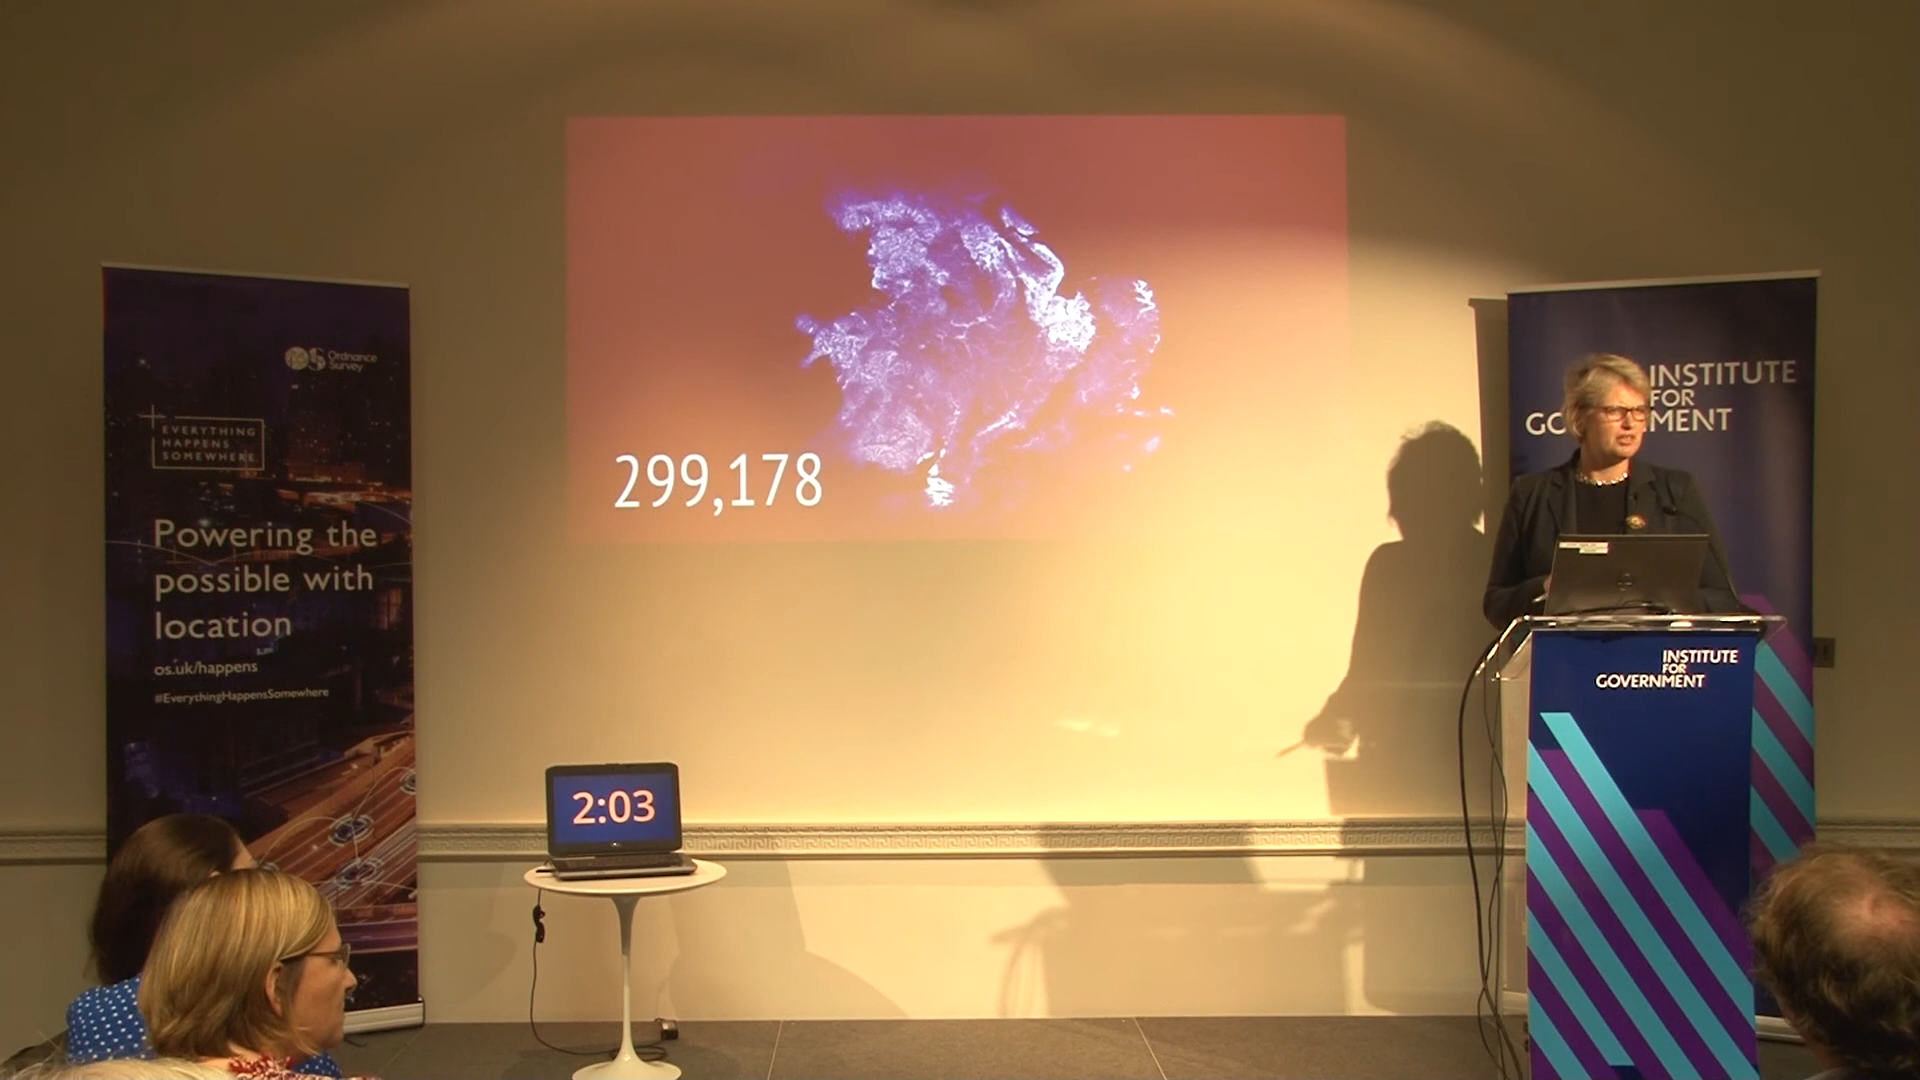 Ordnance
Survey
EVERYTHING
HAPPENS
SOMEWHERE.
Powering the
possible with
location
os.uk/happens
#EverythingHappensSomewhere
299,178
2:03
INSTITUTE
FOR
GO MENT
INSTITUTE
FOR
GOVERNMENT